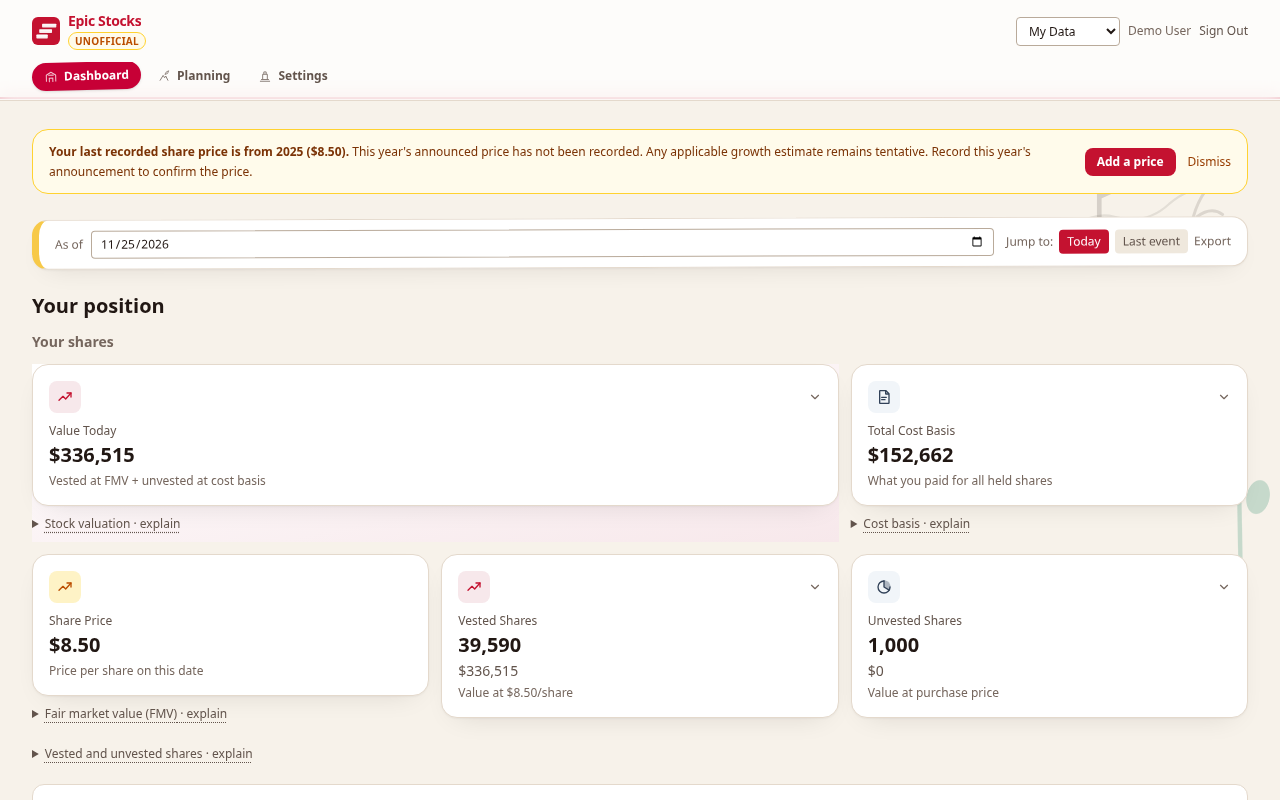 Epic Stocks
UNOFFICIAL
My Data
Demo User
Sign Out
Dashboard
Planning
Settings
Your last recorded share price is from 2025 ($8.50). This year's announced price has not been recorded. Any applicable growth estimate remains tentative. Record this year's
announcement to confirm the price.
Add a price
Dismiss
As of
11/25/2026
Jump to:
Today
Last event
Export
Your position
Your shares
Value Today
$336,515
Vested at FMV + unvested at cost basis
Stock valuation · explain
Total Cost Basis
$152,662
What you paid for all held shares
Cost basis · explain
Share Price
$8.50
Price per share on this date
Fair market value (FMV) · explain
Vested Shares
39,590
$336,515
Value at $8.50/share
Unvested Shares
1,000
$0
Value at purchase price
Vested and unvested shares · explain